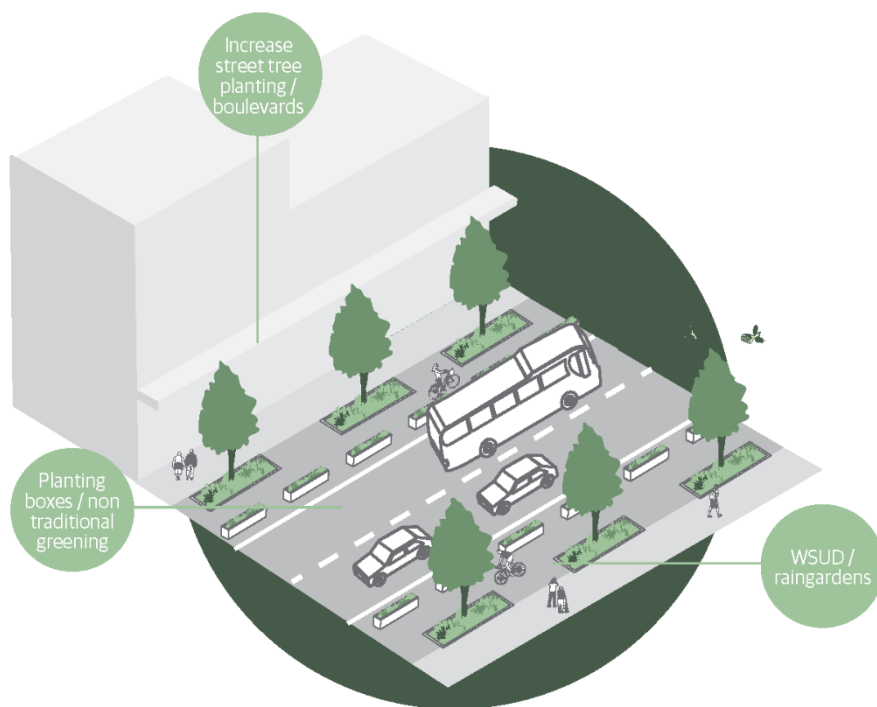 Increase
street tree
planting /
boulevards
Planting
boxes / non
traditional
greening
WSUD /
raingardens